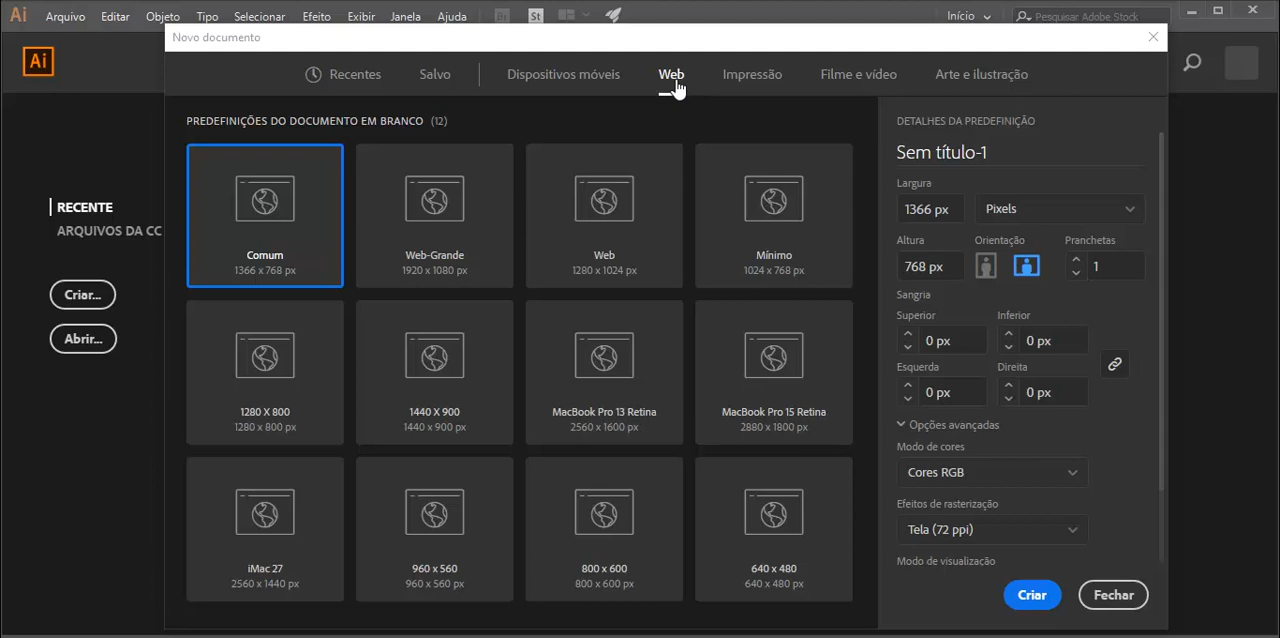 Ai Arquivo Editar Objeto Tipo Selecionar Efeito Exibir Janela Ajuda Br St Início Pesquisar Adobe Stock
Novo documento
Ai
Recentes Salvo Dispositivos móveis Web Impressão Filme e vídeo Arte e ilustração
PREDEFINIÇÕES DO DOCUMENTO EM BRANCO (12)
Comum
1366 x 768 px
Web-Grande
1920 x 1080 px
Web
1280 x 1024 px
Mínimo
1024 x 768 px
1280 X 800
1280 x 800 px
1440 X 900
1440 x 900 px
MacBook Pro 13 Retina
2560 x 1600 px
MacBook Pro 15 Retina
2880 x 1800 px
iMac 27
2560 x 1440 px
960 x 560
960 x 560 px
800 x 600
800 x 600 px
640 x 480
640 x 480 px
RECENTE
ARQUIVOS DA CC
Criar...
Abrir...
DETALHES DA PREDEFINIÇÃO
Sem título-1
Largura
1366 px Pixels
Altura Orientação Pranchetas
768 px 1
Sangria
Superior Inferior
0 px 0 px
Esquerda Direita
0 px 0 px
Opções avançadas
Modo de cores
Cores RGB
Efeitos de rasterização
Tela (72 ppi)
Modo de visualização
Criar Fechar